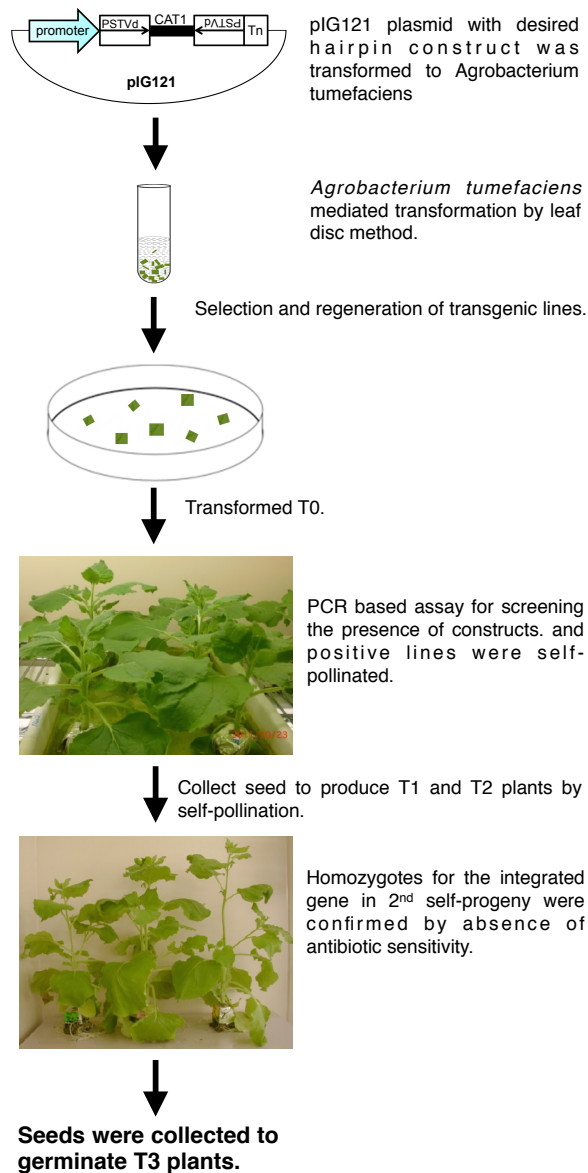 promoter PSTVd CAT1 PSTVd Tn
pIG121
pIG121 plasmid with desired
hairpin construct was
transformed to Agrobacterium
tumefaciens
Agrobacterium tumefaciens
mediated transformation by leaf
disc method.
Selection and regeneration of transgenic lines.
Transformed T0.
PCR based assay for screening
the presence of constructs. and
positive lines were self-
pollinated.
Collect seed to produce T1 and T2 plants by
self-pollination.
Homozygotes for the integrated
gene in 2nd self-progeny were
confirmed by absence of
antibiotic sensitivity.
Seeds were collected to
germinate T3 plants.